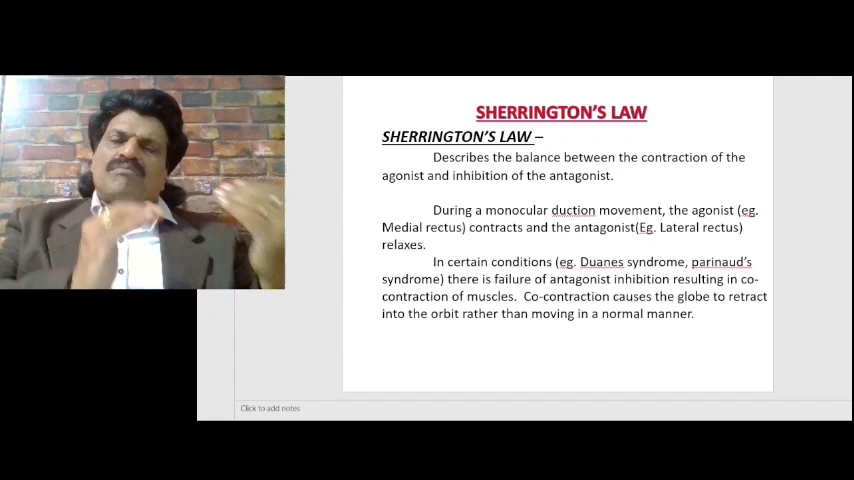 SHERRINGTON'S LAW
SHERRINGTON'S LAW –
Describes the balance between the contraction of the
agonist and inhibition of the antagonist.
During a monocular duction movement, the agonist (eg.
Medial rectus) contracts and the antagonist(Eg. Lateral rectus)
relaxes.
In certain conditions (eg. Duanes syndrome, parinaud's
syndrome) there is failure of antagonist inhibition resulting in co-
contraction of muscles.  Co-contraction causes the globe to retract
into the orbit rather than moving in a normal manner.
Click to add notes